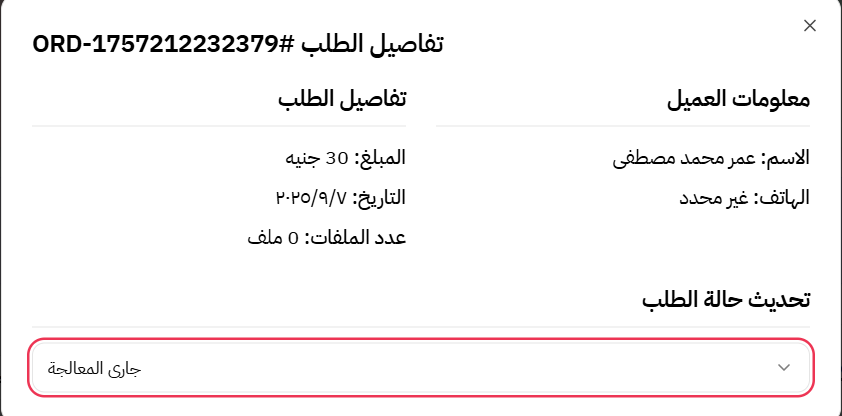 تفاصيل الطلب #ORD-1757212232379
معلومات العميل
الاسم: عمر محمد مصطفى
الهاتف: غير محدد
تفاصيل الطلب
المبلغ: 30 جنيه
التاريخ: ٢٠٢٥/٩/٧
عدد الملفات: 0 ملف
تحديث حالة الطلب
جارى المعالجة